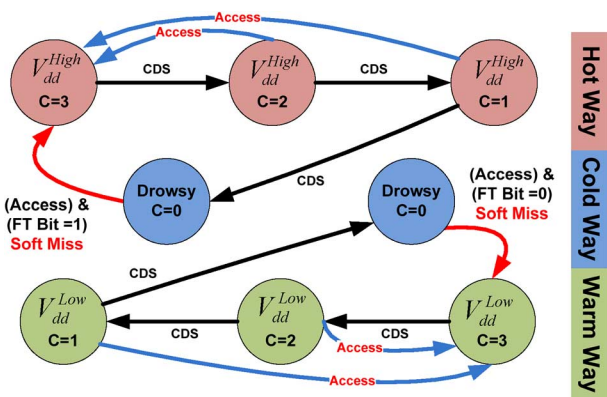 Access
Access
V_dd^High
C=3
CDS
V_dd^High
C=2
CDS
V_dd^High
C=1
Hot Way
CDS
Drowsy
C=0
Drowsy
C=0
Cold Way
(Access) &
(FT Bit =1)
Soft Miss
(Access) &
(FT Bit =0)
Soft Miss
CDS
V_dd^Low
C=1
CDS
V_dd^Low
C=2
CDS
V_dd^Low
C=3
Warm Way
Access
Access